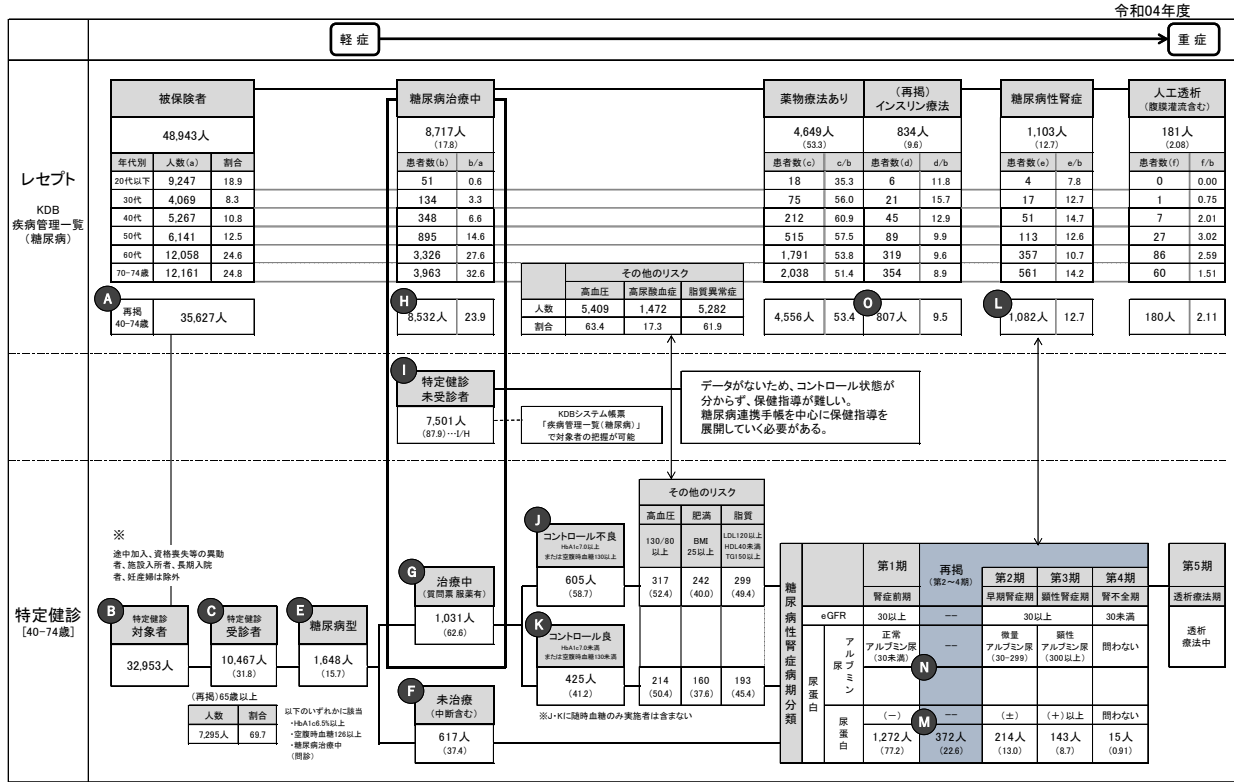 令和04年度
軽症
重症
レセプト
KDB
疾病管理一覧
(糖尿病)
被保険者
48,943人
年代別 人数(a) 割合
20代以下 9,247 18.9
30代 4,069 8.3
40代 5,267 10.8
50代 6,141 12.5
60代 12,058 24.6
70-74歳 12,161 24.8
A
再掲
40-74歳
35,627人
糖尿病治療中
8,717人
(17.8)
患者数(b) b/a
51 0.6
134 3.3
348 6.6
895 14.6
3,326 27.6
3,963 32.6
H
8,532人 23.9
その他のリスク
高血圧 高尿酸血症 脂質異常症
人数 5,409 1,472 5,282
割合 63.4 17.3 61.9
薬物療法あり
4,649人
(53.3)
患者数(c) c/b
18 35.3
75 56.0
212 60.9
515 57.5
1,791 53.8
2,038 51.4
4,556人 53.4
(再掲)
インスリン療法
834人
(9.6)
患者数(d) d/b
6 11.8
21 15.7
45 12.9
89 9.9
319 9.6
354 8.9
O
807人 9.5
糖尿病性腎症
1,103人
(12.7)
患者数(e) e/b
4 7.8
17 12.7
51 14.7
113 12.6
357 10.7
561 14.2
L
1,082人 12.7
人工透析
(腹膜灌流含む)
181人
(2.08)
患者数(f) f/b
0 0.00
1 0.75
7 2.01
27 3.02
86 2.59
60 1.51
180人 2.11
I
特定健診
未受診者
7,501人
(87.9)…I/H
KDBシステム帳票
「疾病管理一覧(糖尿病)」
で対象者の把握が可能
データがないため、コントロール状態が
分からず、保健指導が難しい。
糖尿病連携手帳を中心に保健指導を
展開していく必要がある。
特定健診
[40-74歳]
※
途中加入、資格喪失等の異動
者、施設入所者、長期入院
者、妊産婦は除外
B
特定健診
対象者
32,953人
C
特定健診
受診者
10,467人
(31.8)
(再掲)65歳以上
人数 割合
7,295人 69.7
E
糖尿病型
1,648人
(15.7)
以下のいずれかに該当
・HbA1c6.5%以上
・空腹時血糖126以上
・糖尿病治療中
(問診)
G
治療中
(質問票 服薬有)
1,031人
(62.6)
F
未治療
(中断含む)
617人
(37.4)
J
コントロール不良
HbA1c7.0以上
または空腹時血糖130以上
605人
(58.7)
K
コントロール良
HbA1c7.0未満
または空腹時血糖130未満
425人
(41.2)
※J・Kに随時血糖のみ実施者は含まない
その他のリスク
高血圧 肥満 脂質
130/80
以上
BMI
25以上
LDL120以上
HDL40未満
TG150以上
317 242 299
(52.4) (40.0) (49.4)
214 160 193
(50.4) (37.6) (45.4)
糖尿病性腎症病期分類
第1期
腎症前期
再掲
(第2～4期)
第2期
早期腎症期
第3期
顕性腎症期
第4期
腎不全期
第5期
透析療法期
eGFR 30以上 -- 30以上 30未満
透析
療法中
尿蛋白
尿アルブミン
正常
アルブミン尿
(30未満)
--
N
微量
アルブミン尿
(30-299)
顕性
アルブミン尿
(300以上)
問わない
尿蛋白
(－) -- (±) (＋)以上 問わない
M
1,272人 372人 214人 143人 15人
(77.2) (22.6) (13.0) (8.7) (0.91)